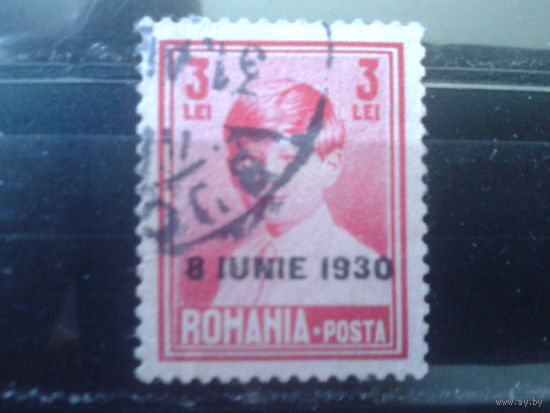 3 3
LEI LEI
8 IUNIE 1930
ROMANIA • POSTA
www.ay.by